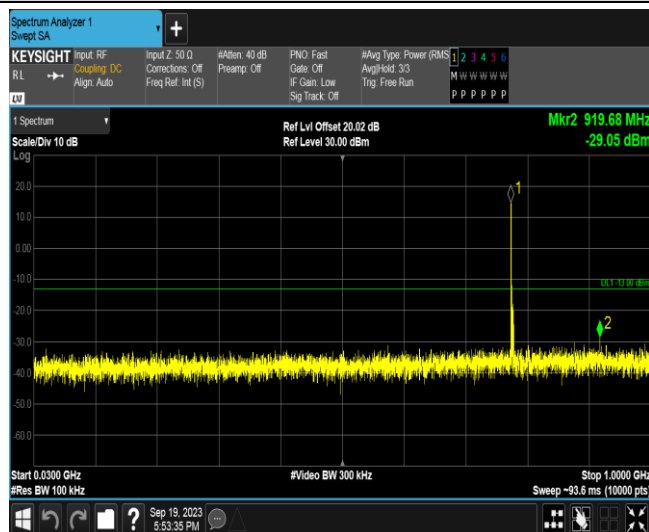 Spectrum Analyzer 1
Swept SA
+
KEYSIGHT
RL
LXI
Input: RF
Coupling: DC
Align: Auto
Input Z: 50 Ω
Corrections: Off
Freq Ref: Int (S)
#Atten: 40 dB
Preamp: Off
PNO: Fast
Gate: Off
IF Gain: Low
Sig Track: Off
#Avg Type: Power (RMS
Avg|Hold: 3/3
Trig: Free Run
1 2 3 4 5 6
M W W W W W
P P P P P P
1 Spectrum
Scale/Div 10 dB
Log
Ref Lvl Offset 20.02 dB
Ref Level 30.00 dBm
Mkr2 919.68 MHz
-29.05 dBm
20.0
10.0
0.00
-10.0
-20.0
-30.0
-40.0
-50.0
-60.0
1
DL1 -13.00 dBm
2
Start 0.0300 GHz
#Res BW 100 kHz
#Video BW 300 kHz
Stop 1.0000 GHz
Sweep ~93.6 ms (10000 pts)
?
Sep 19, 2023
5:53:35 PM